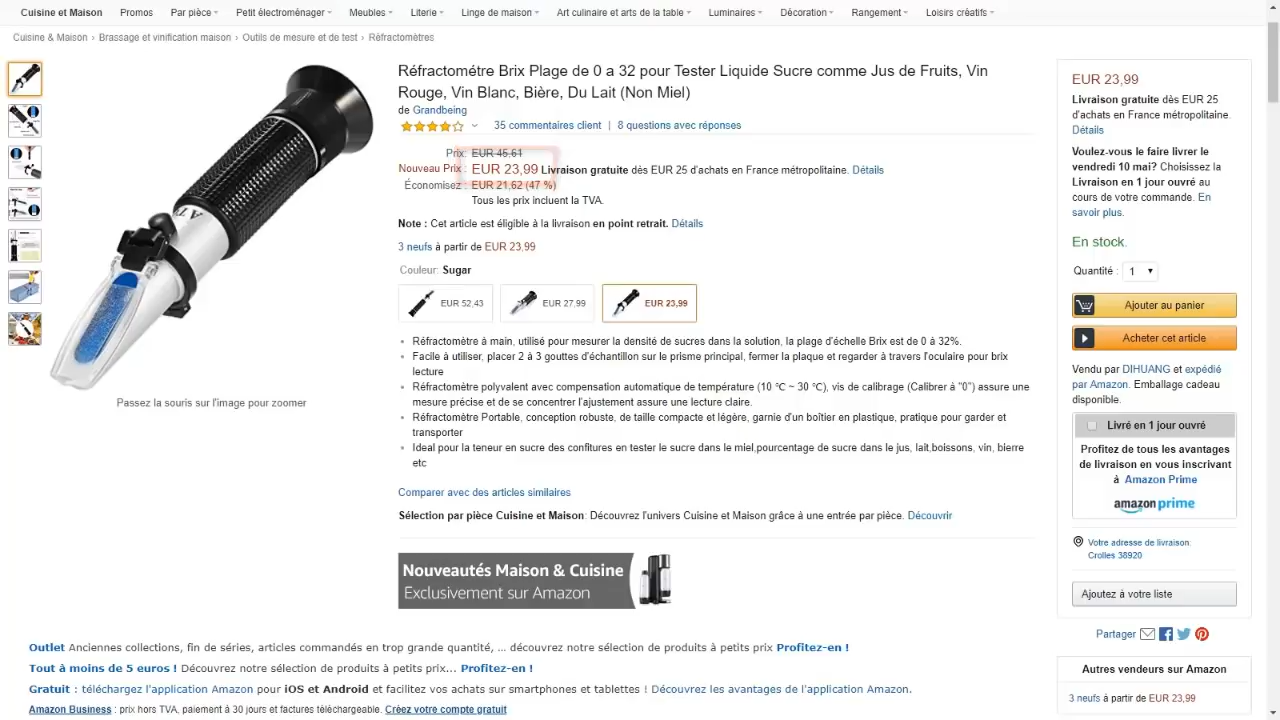 Cuisine et Maison Promos Par pièce Petit électroménager Meubles Literie Linge de maison Art culinaire et arts de la table Luminaires Décoration Rangement Loisirs créatifs
Cuisine & Maison › Brassage et vinification maison › Outils de mesure et de test › Réfractomètres
Réfractométre Brix Plage de 0 a 32 pour Tester Liquide Sucre comme Jus de Fruits, Vin
Rouge, Vin Blanc, Bière, Du Lait (Non Miel)
de Grandbeing
35 commentaires client | 8 questions avec réponses
Prix: EUR 45,61
Nouveau Prix : EUR 23,99 Livraison gratuite dès EUR 25 d'achats en France métropolitaine. Détails
Économisez : EUR 21,62 (47 %)
Tous les prix incluent la TVA.
Note : Cet article est éligible à la livraison en point retrait. Détails
3 neufs à partir de EUR 23,99
Couleur: Sugar
EUR 52,43 EUR 27,99 EUR 23,99
• Réfractomètre à main, utilisé pour mesurer la densité de sucres dans la solution, la plage d'échelle Brix est de 0 à 32%.
• Facile à utiliser, placer 2 à 3 gouttes d'échantillon sur le prisme principal, fermer la plaque et regarder à travers l'oculaire pour brix
lecture
• Réfractomètre polyvalent avec compensation automatique de température (10 ℃ ~ 30 ℃), vis de calibrage (Calibrer à "0") assure une
mesure précise et de se concentrer l'ajustement assure une lecture claire.
• Réfractomètre Portable, conception robuste, de taille compacte et légère, garnie d'un boîtier en plastique, pratique pour garder et
transporter
• Ideal pour la teneur en sucre des confitures en tester le sucre dans le miel,pourcentage de sucre dans le jus, lait,boissons, vin, bierre
etc
Comparer avec des articles similaires
Sélection par pièce Cuisine et Maison: Découvrez l'univers Cuisine et Maison grâce à une entrée par pièce. Découvrir
Nouveautés Maison & Cuisine
Exclusivement sur Amazon
ATC
Passez la souris sur l'image pour zoomer
EUR 23,99
Livraison gratuite dès EUR 25
d'achats en France métropolitaine.
Détails
Voulez-vous le faire livrer le
vendredi 10 mai? Choisissez la
Livraison en 1 jour ouvré au
cours de votre commande. En
savoir plus.
En stock.
Quantité : 1
Ajouter au panier
Acheter cet article
Vendu par DIHUANG et expédié
par Amazon. Emballage cadeau
disponible.
Livré en 1 jour ouvré
Profitez de tous les avantages
de livraison en vous inscrivant
à Amazon Prime
amazon prime
Votre adresse de livraison:
Crolles 38920
Ajoutez à votre liste
Partager
Autres vendeurs sur Amazon
3 neufs à partir de EUR 23,99
Outlet Anciennes collections, fin de séries, articles commandés en trop grande quantité, ... découvrez notre sélection de produits à petits prix Profitez-en !
Tout à moins de 5 euros ! Découvrez notre sélection de produits à petits prix... Profitez-en !
Gratuit : téléchargez l'application Amazon pour iOS et Android et facilitez vos achats sur smartphones et tablettes ! Découvrez les avantages de l'application Amazon.
Amazon Business : prix hors TVA, paiement à 30 jours et factures téléchargeable. Créez votre compte gratuit